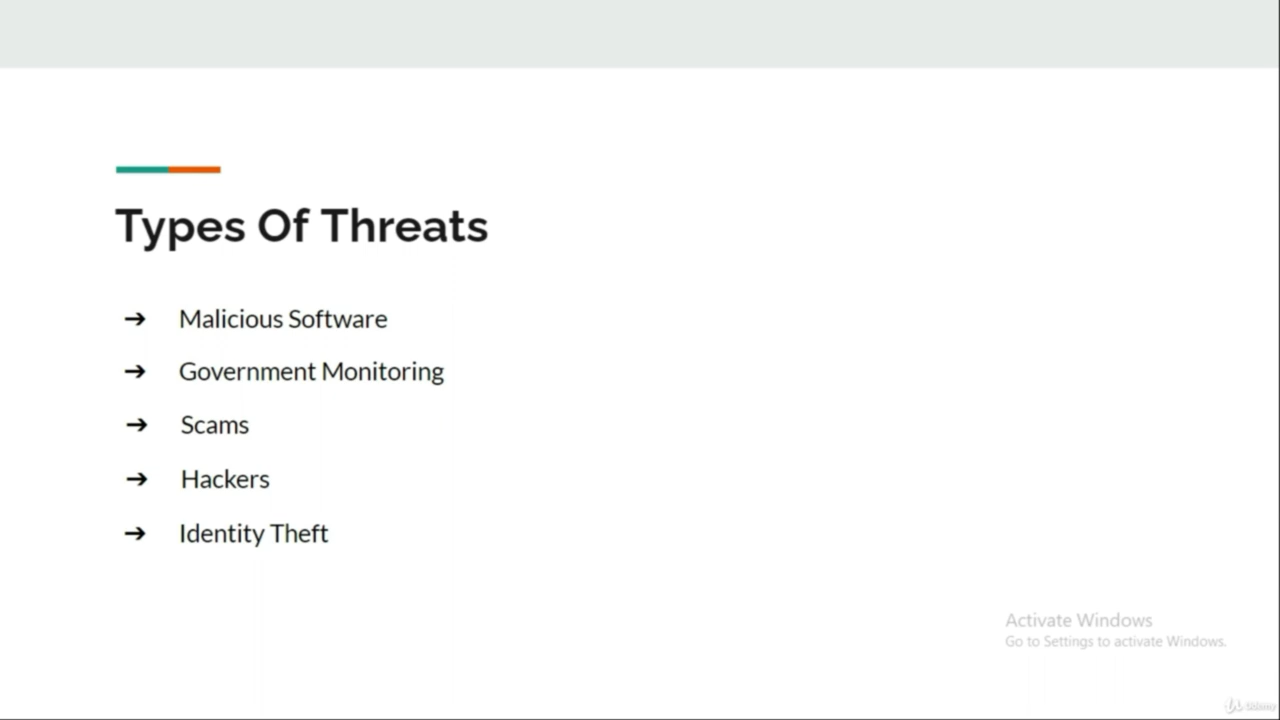 Types Of Threats
➔ Malicious Software
➔ Government Monitoring
➔ Scams
➔ Hackers
➔ Identity Theft
Activate Windows
Go to Settings to activate Windows.
Udemy